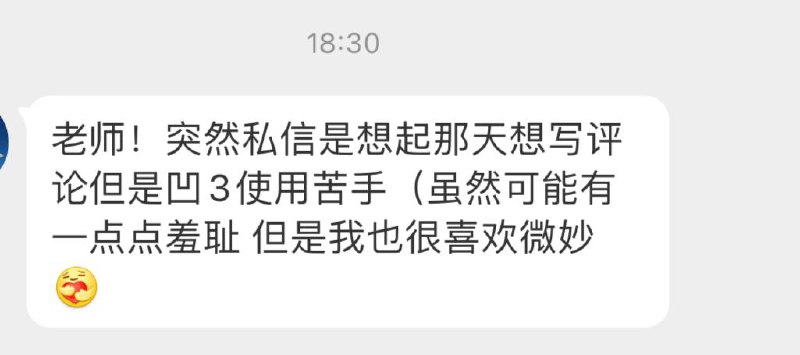 18:30
老师！突然私信是想起那天想写评
论但是凹3使用苦手（虽然可能有
一点点羞耻 但是我也很喜欢微妙